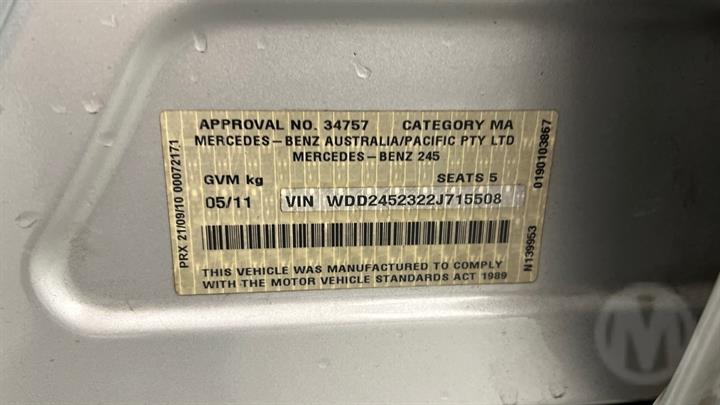 APPROVAL NO. 34757 CATEGORY MA
MERCEDES-BENZ AUSTRALIA/PACIFIC PTY LTD
MERCEDES-BENZ 245
GVM kg SEATS 5
05/11 VIN WDD2452322J715508
THIS VEHICLE WAS MANUFACTURED TO COMPLY
WITH THE MOTOR VEHICLE STANDARDS ACT 1989
PRX 21/09/10 00072171
0190103867
N139953
M